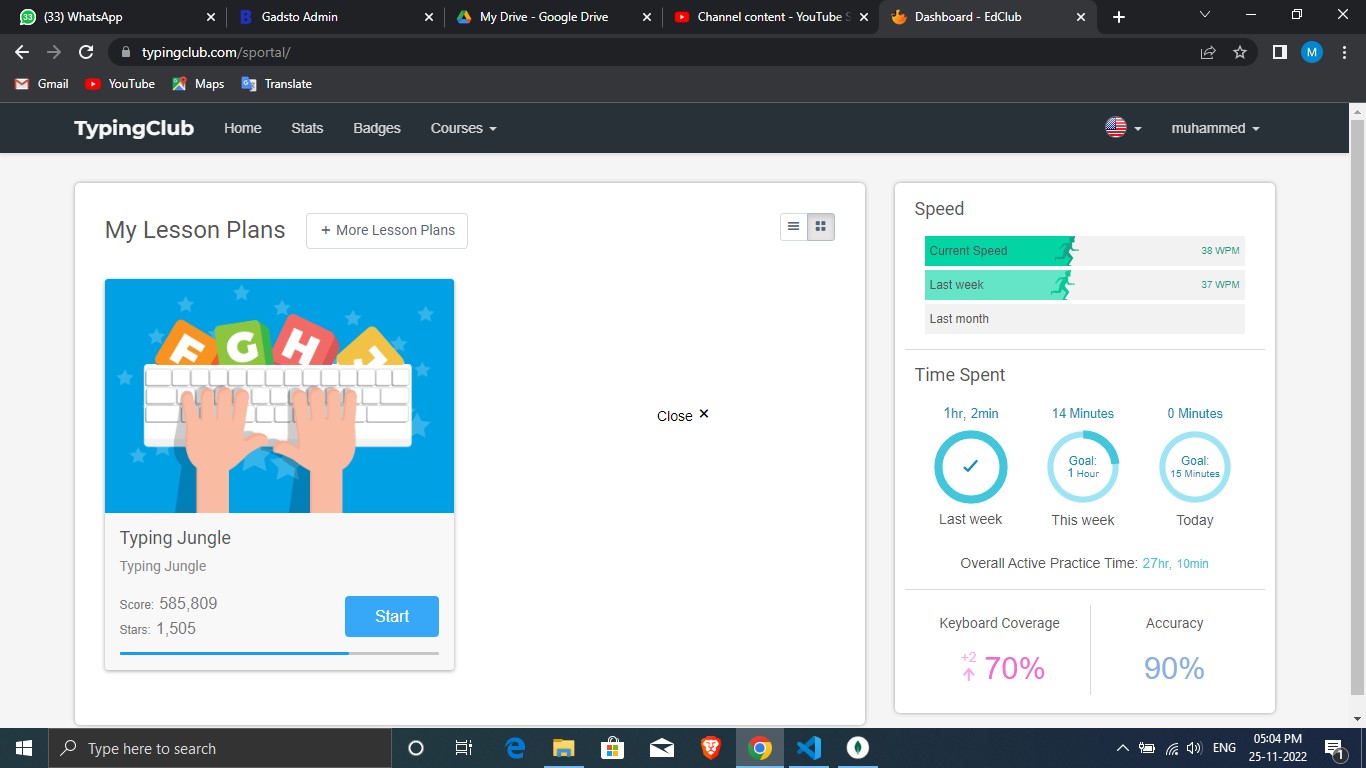 (33) WhatsApp
Gadsto Admin
My Drive - Google Drive
Channel content - YouTube S
Dashboard - EdClub
typingclub.com/sportal/
M
Gmail YouTube Maps Translate
TypingClub Home Stats Badges Courses muhammed
My Lesson Plans + More Lesson Plans
F G H
Typing Jungle
Typing Jungle
Score: 585,809
Stars: 1,505
Start
Close ×
Speed
Current Speed 38 WPM
Last week 37 WPM
Last month
Time Spent
1hr, 2min 14 Minutes 0 Minutes
Goal: Goal:
1 Hour 15 Minutes
Last week This week Today
Overall Active Practice Time: 27hr, 10min
Keyboard Coverage Accuracy
+2
70% 90%
Type here to search
ENG
05:04 PM
25-11-2022
1